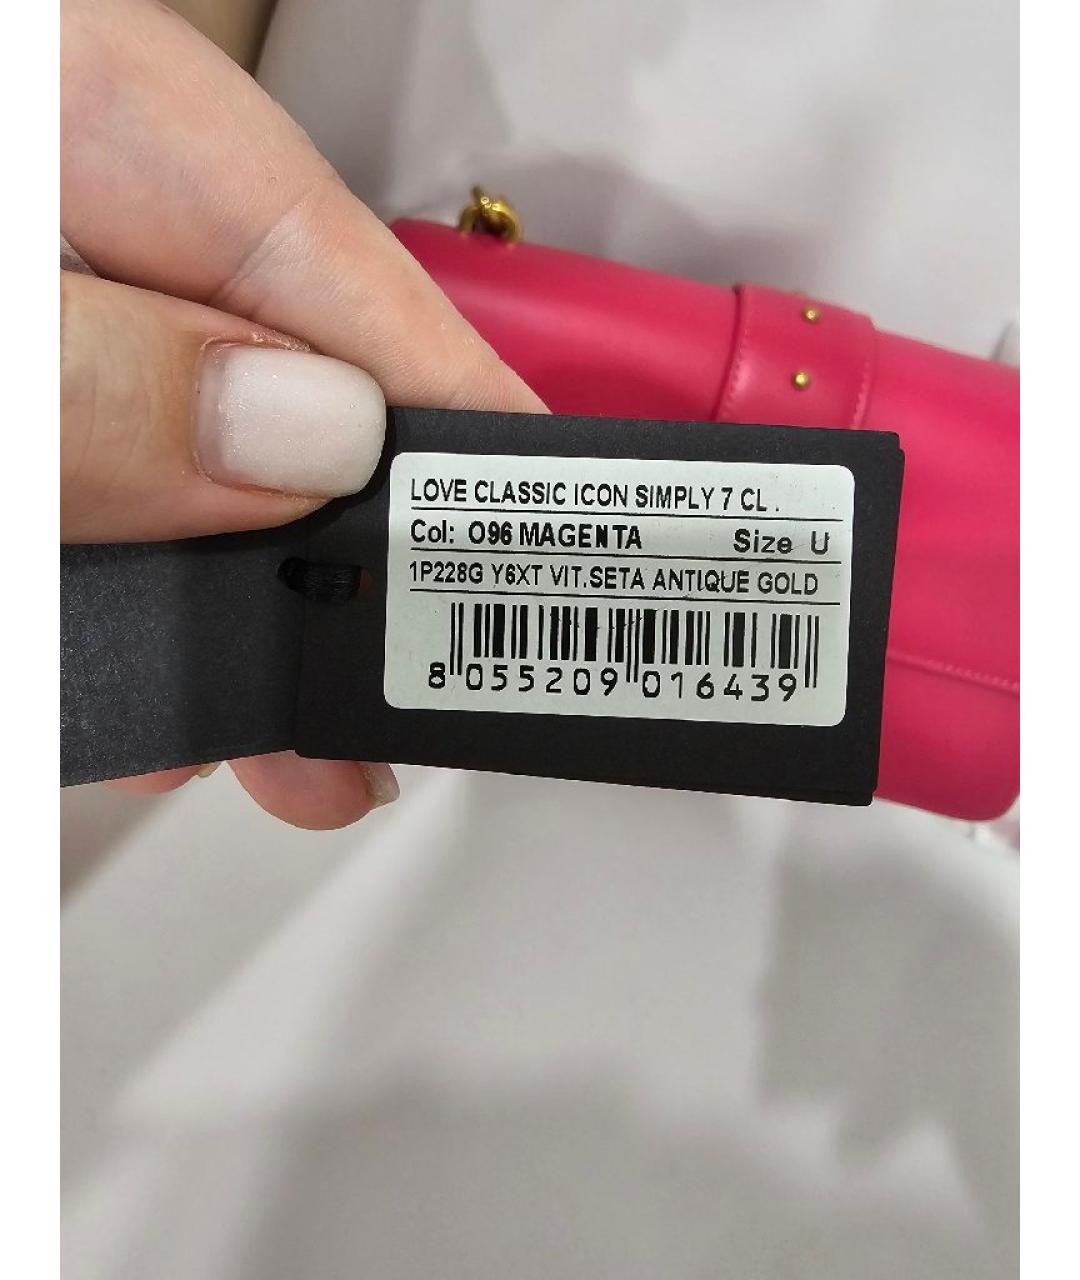 LOVE CLASSIC ICON SIMPLY 7 CL .
Col: O96 MAGENTA Size U
1P228G Y6XT VIT.SETA ANTIQUE GOLD
8 055209 016439